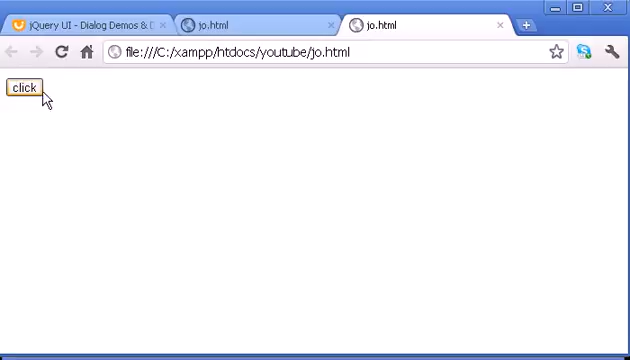 jQuery UI - Dialog Demos & D
jo.html
jo.html
file:///C:/xampp/htdocs/youtube/jo.html
click